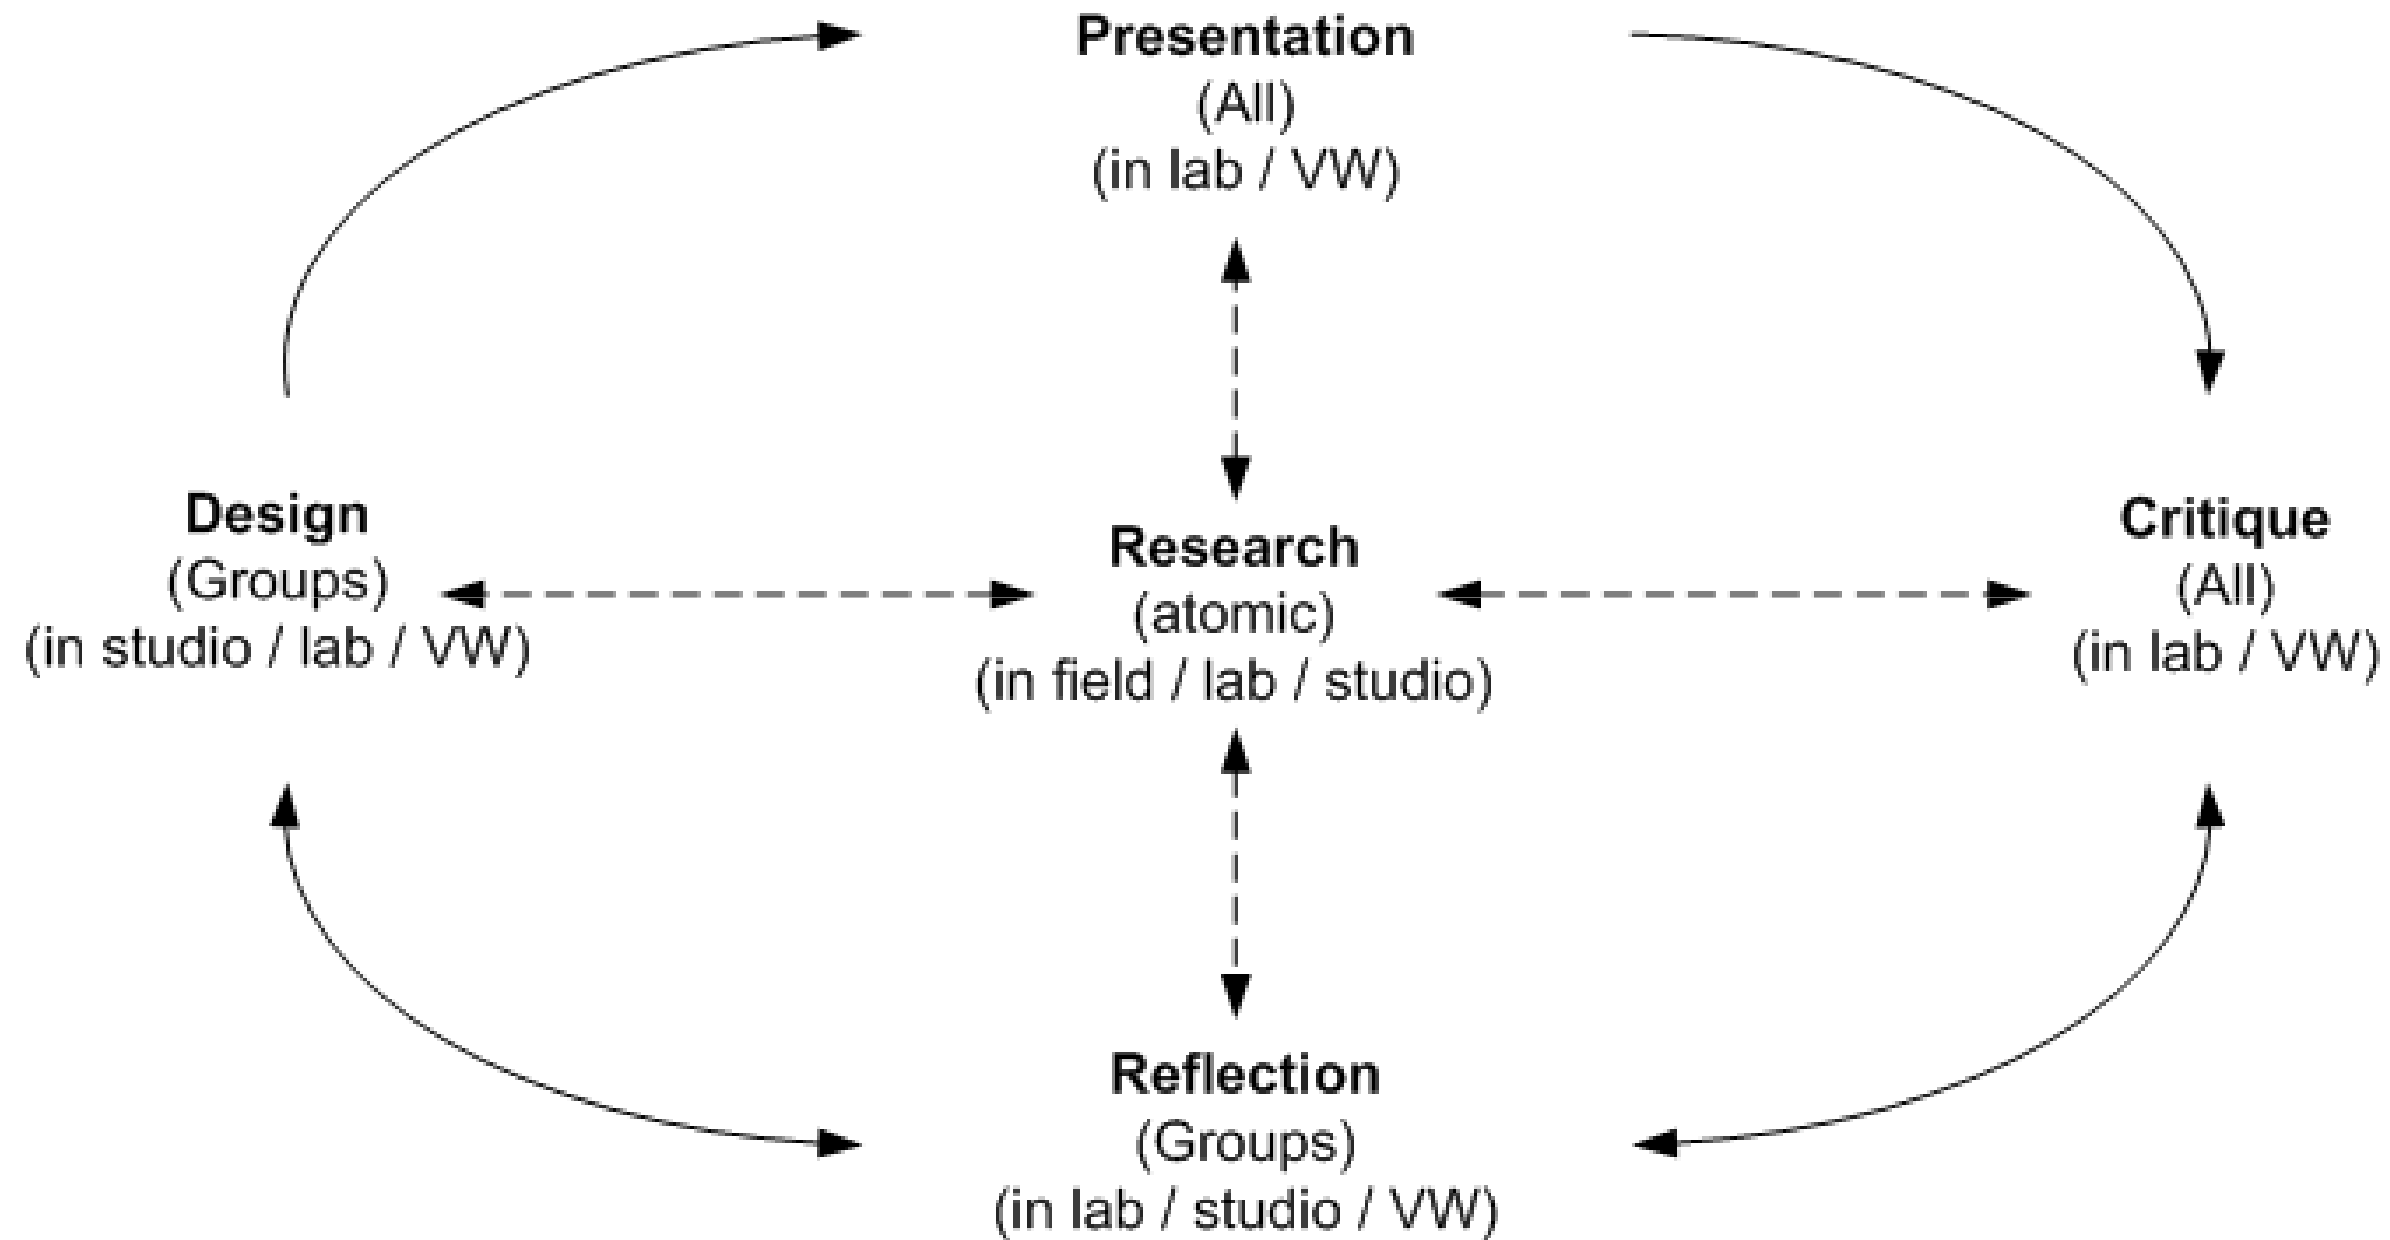 Presentation
(All)
(in lab / VW)
Design
(Groups)
(in studio / lab / VW)
Research
(atomic)
(in field / lab / studio)
Critique
(All)
(in lab / VW)
Reflection
(Groups)
(in lab / studio / VW)